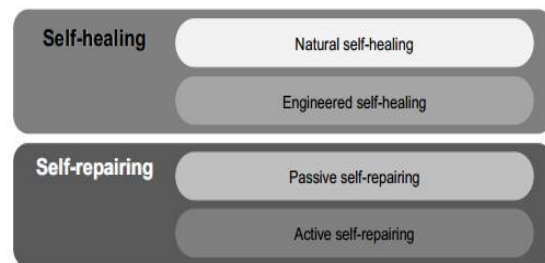 Self-healing
Natural self-healing
Engineered self-healing
Self-repairing
Passive self-repairing
Active self-repairing